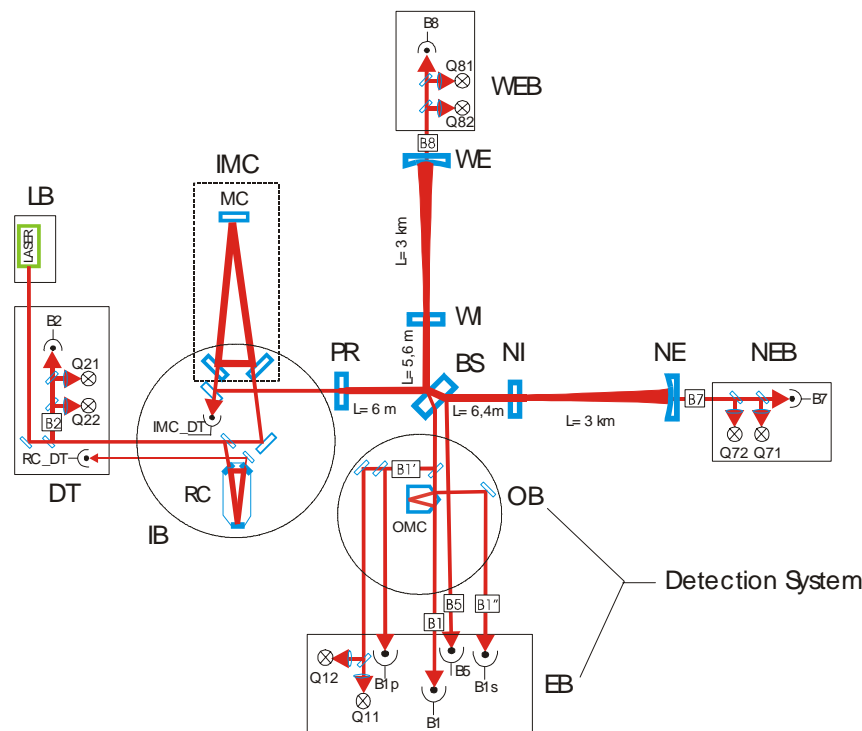 B8
Q81
WEB
Q82
B8
IMC
WE
LB
MC
LASER
L= 3 km
B2
WI
Q21
PR
L= 5,6 m
BS
NI
NE
NEB
Q22
B2
L= 6 m
L= 6,4m
L= 3 km
B7
B7
IMC_DT
Q72
Q71
RC_DT
B1′
RC
OB
DT
OMC
IB
Detection System
B5
B1″
B1
Q12
B1p
B5
B1s
EB
Q11
B1